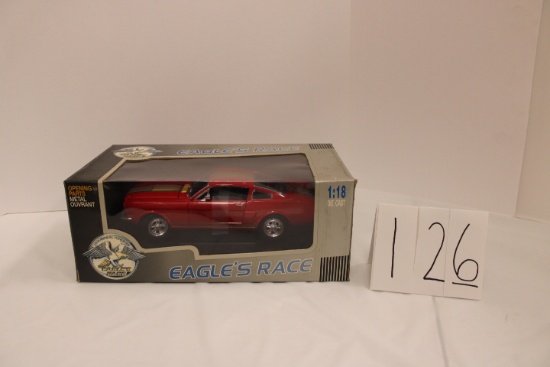 EAGLE'S RACE
OPENING
PARTS
METAL
OUVRANT
1:18
DIE CAST
EAGLE'S RACE
126